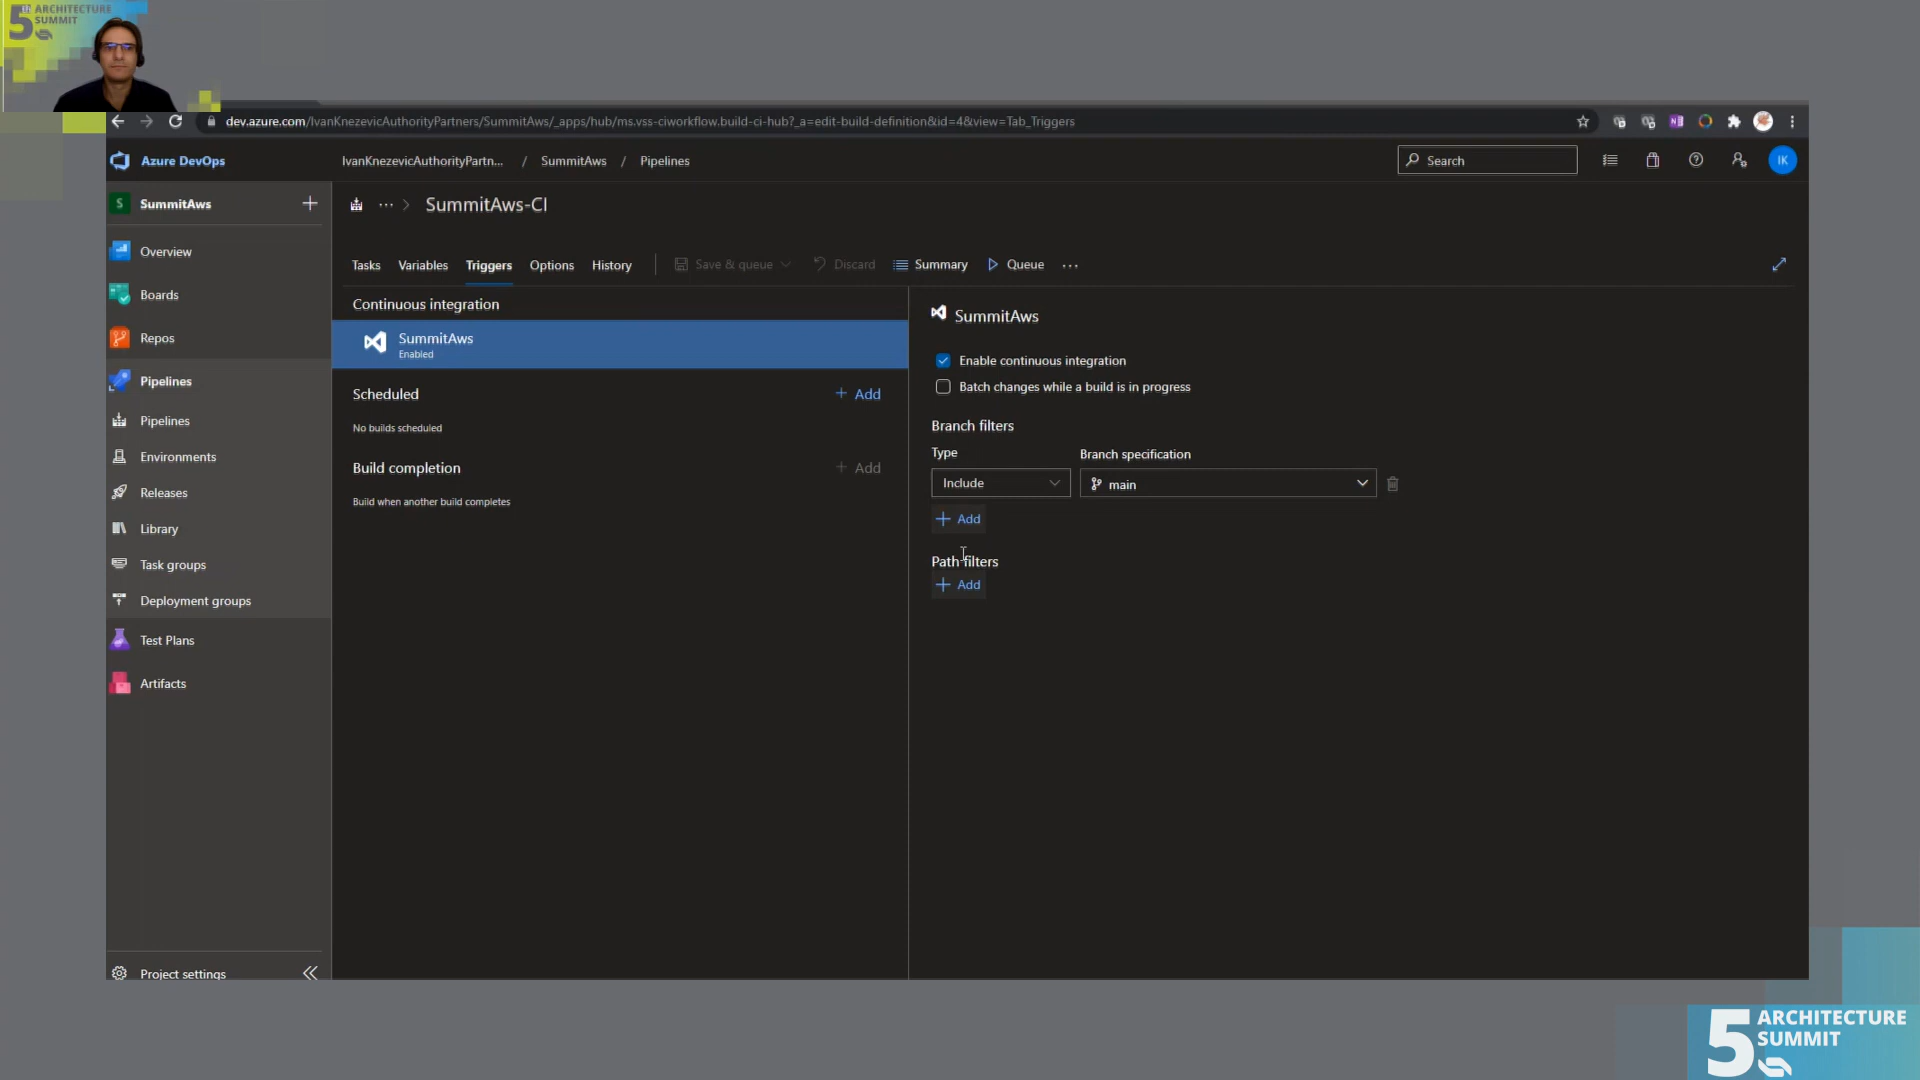 5th ARCHITECTURE
SUMMIT
dev.azure.com/IvanKnezevicAuthorityPartners/SummitAws/_apps/hub/ms.vss-ciworkflow.build-ci-hub?_a=edit-build-definition&id=4&view=Tab_Triggers
Azure DevOps
IvanKnezevicAuthorityPartn... / SummitAws / Pipelines
Search
IK
S SummitAws
SummitAws-CI
Overview
Boards
Repos
Pipelines
Pipelines
Environments
Releases
Library
Task groups
Deployment groups
Test Plans
Artifacts
Project settings
Tasks Variables Triggers Options History Save & queue Discard Summary Queue ...
Continuous integration
SummitAws
Enabled
Scheduled + Add
No builds scheduled
Build completion + Add
Build when another build completes
SummitAws
Enable continuous integration
Batch changes while a build is in progress
Branch filters
Type Branch specification
Include main
+ Add
Path filters
+ Add
5 ARCHITECTURE
SUMMIT